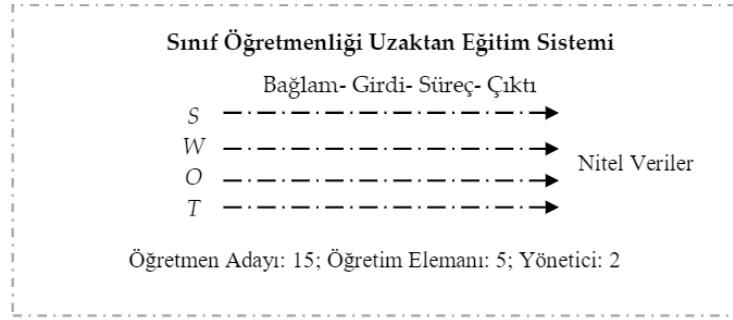 Sınıf Öğretmenliği Uzaktan Eğitim Sistemi
Bağlam- Girdi- Süreç- Çıktı
S
W
O
T
Nitel Veriler
Öğretmen Adayı: 15; Öğretim Elemanı: 5; Yönetici: 2